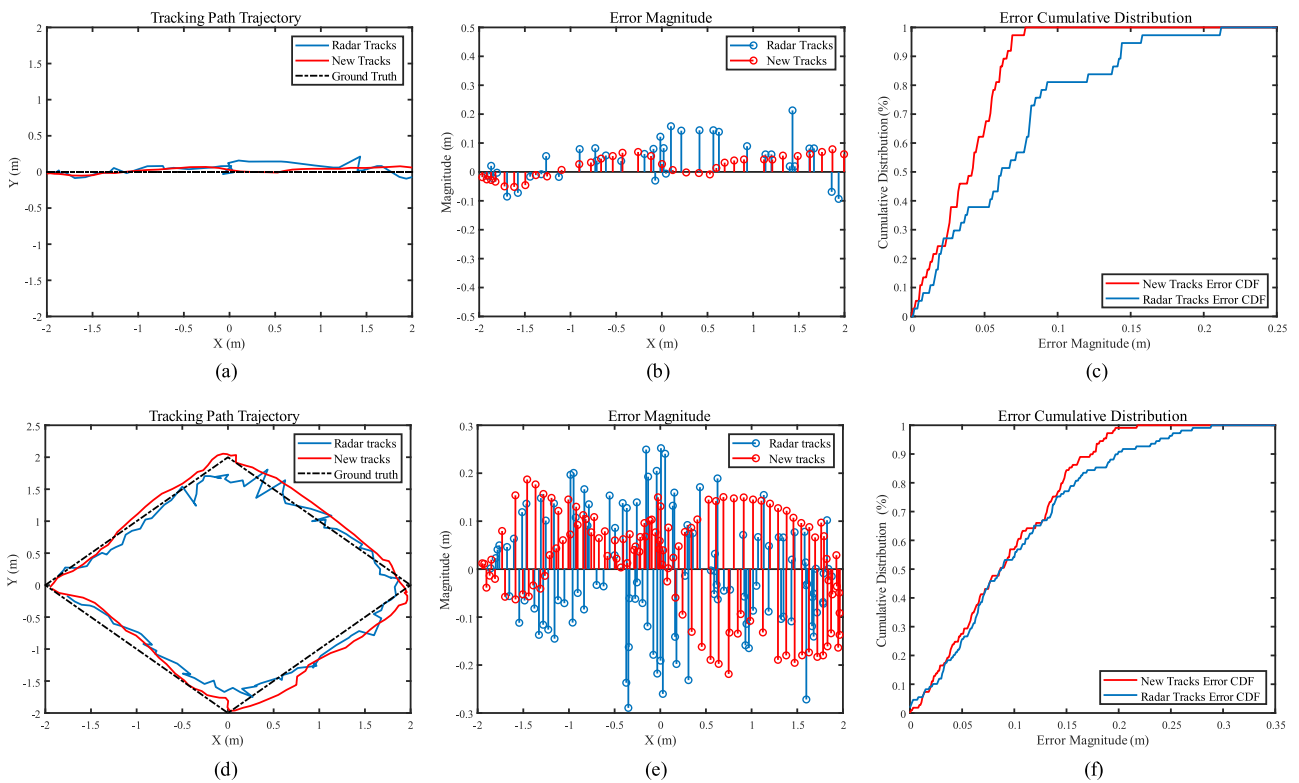 Tracking Path Trajectory
2
1.5
1
0.5
0
-0.5
-1
-1.5
-2
Y (m)
Radar Tracks
New Tracks
Ground Truth
-2 -1.5 -1 -0.5 0 0.5 1 1.5 2
X (m)
(a)
Error Magnitude
0.5
0.4
0.3
0.2
0.1
0
-0.1
-0.2
-0.3
-0.4
-0.5
Magnitude (m)
Radar Tracks
New Tracks
-2 -1.5 -1 -0.5 0 0.5 1 1.5 2
X (m)
(b)
Error Cumulative Distribution
1
0.9
0.8
0.7
0.6
0.5
0.4
0.3
0.2
0.1
0
Cumulative Distribution (%)
New Tracks Error CDF
Radar Tracks Error CDF
0 0.05 0.1 0.15 0.2 0.25
Error Magnitude (m)
(c)
Tracking Path Trajectory
2.5
2
1.5
1
0.5
0
-0.5
-1
-1.5
-2
Y (m)
Radar tracks
New tracks
Ground truth
-2 -1.5 -1 -0.5 0 0.5 1 1.5 2
X (m)
(d)
Error Magnitude
0.3
0.2
0.1
0
-0.1
-0.2
-0.3
Magnitude (m)
Radar tracks
New tracks
-2 -1.5 -1 -0.5 0 0.5 1 1.5 2
X (m)
(e)
Error Cumulative Distribution
1
0.9
0.8
0.7
0.6
0.5
0.4
0.3
0.2
0.1
0
Cumulative Distribution (%)
New Tracks Error CDF
Radar Tracks Error CDF
0 0.05 0.1 0.15 0.2 0.25 0.3 0.35
Error Magnitude (m)
(f)